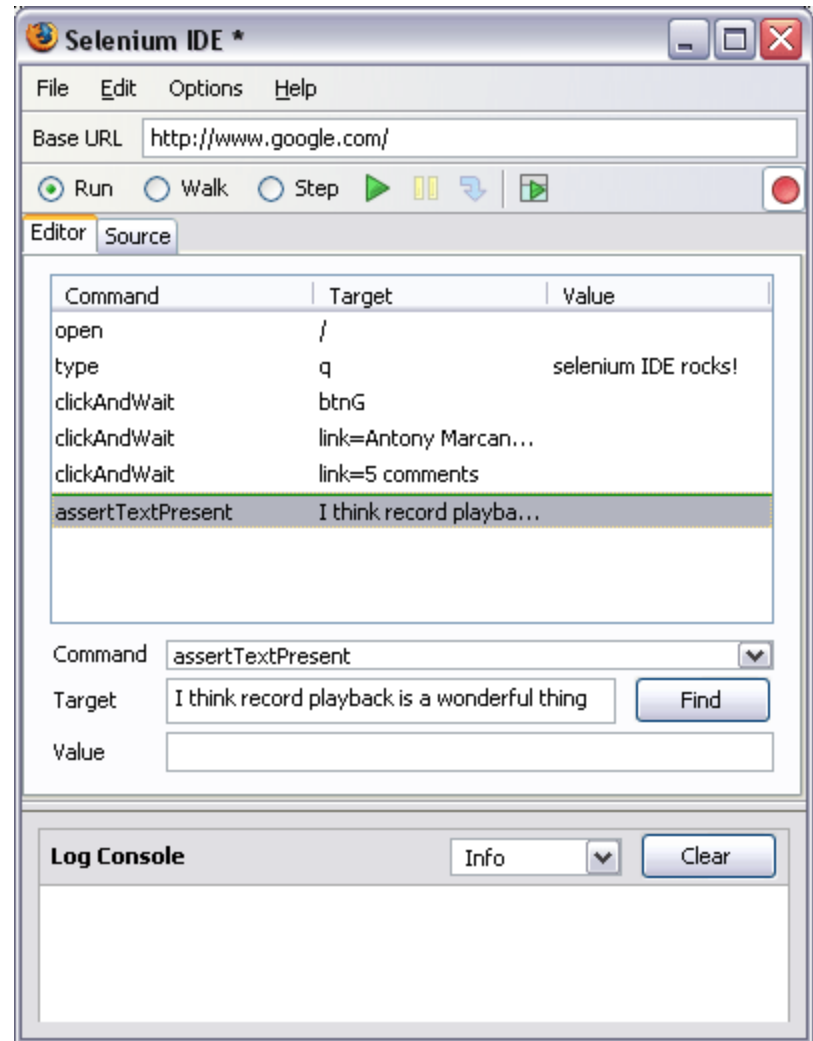 Selenium IDE *
File Edit Options Help
Base URL http://www.google.com/
Run Walk Step
Editor Source
Command Target Value
open /
type q selenium IDE rocks!
clickAndWait btnG
clickAndWait link=Antony Marcan...
clickAndWait link=5 comments
assertTextPresent I think record playba...
Command assertTextPresent
Target I think record playback is a wonderful thing Find
Value
Log Console Info Clear